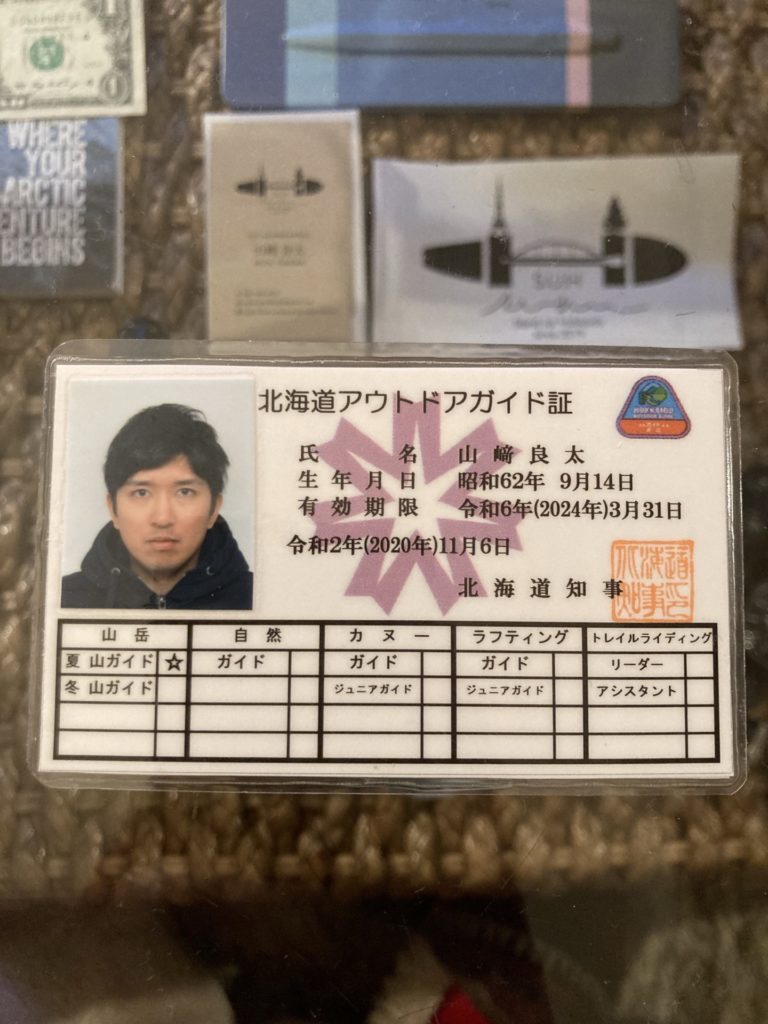 WHERE
YOUR
ARCTIC
ENTURE
BEGINS
北海道アウトドアガイド証
氏 名 山 﨑 良 太
生 年 月 日 昭和62年 9月14日
有 効 期 限 令和6年(2024年)3月31日
令和2年(2020年)11月6日
北 海 道 知 事
HOKKAIDO
山 岳 自 然 カ ヌ ー ラフティング トレイルライディング
夏 山ガイド ☆ ガイド ガイド ガイド リーダー
冬 山ガイド ジュニアガイド ジュニアガイド アシスタント